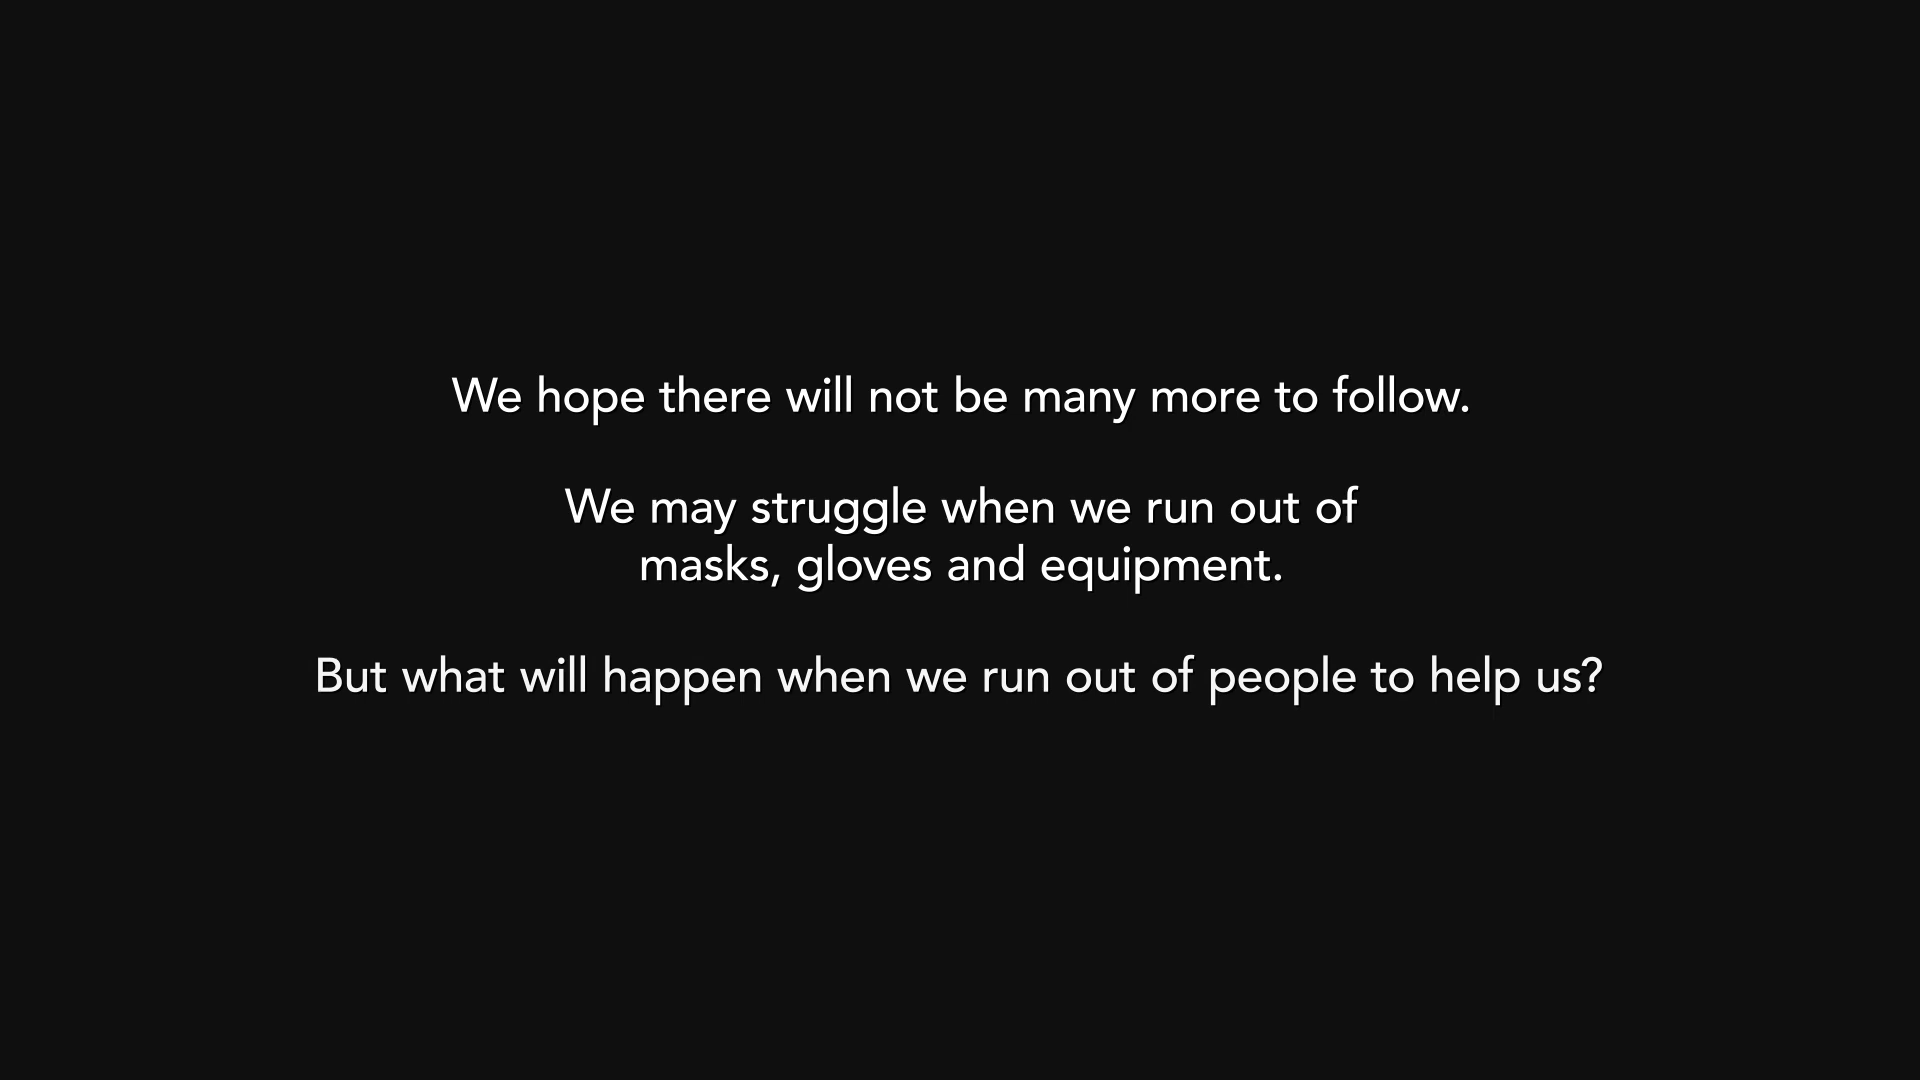 We hope there will not be many more to follow.
We may struggle when we run out of
masks, gloves and equipment.
But what will happen when we run out of people to help us?